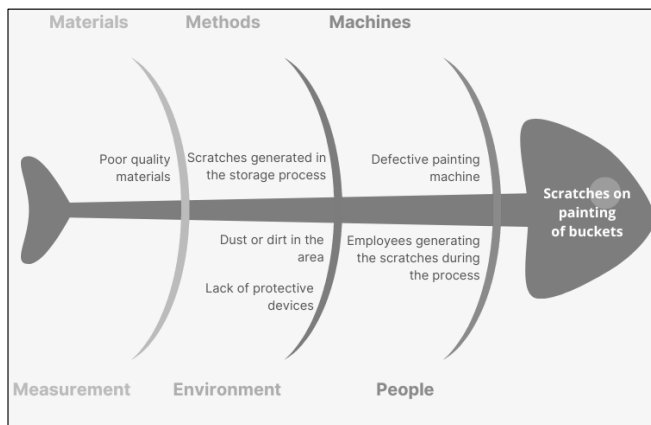 Materials
Methods
Machines
Poor quality
materials
Scratches generated in
the storage process
Defective painting
machine
Scratches on
painting
of buckets
Dust or dirt in the
area
Lack of protective
devices
Employees generating
the scratches during
the process
Measurement
Environment
People